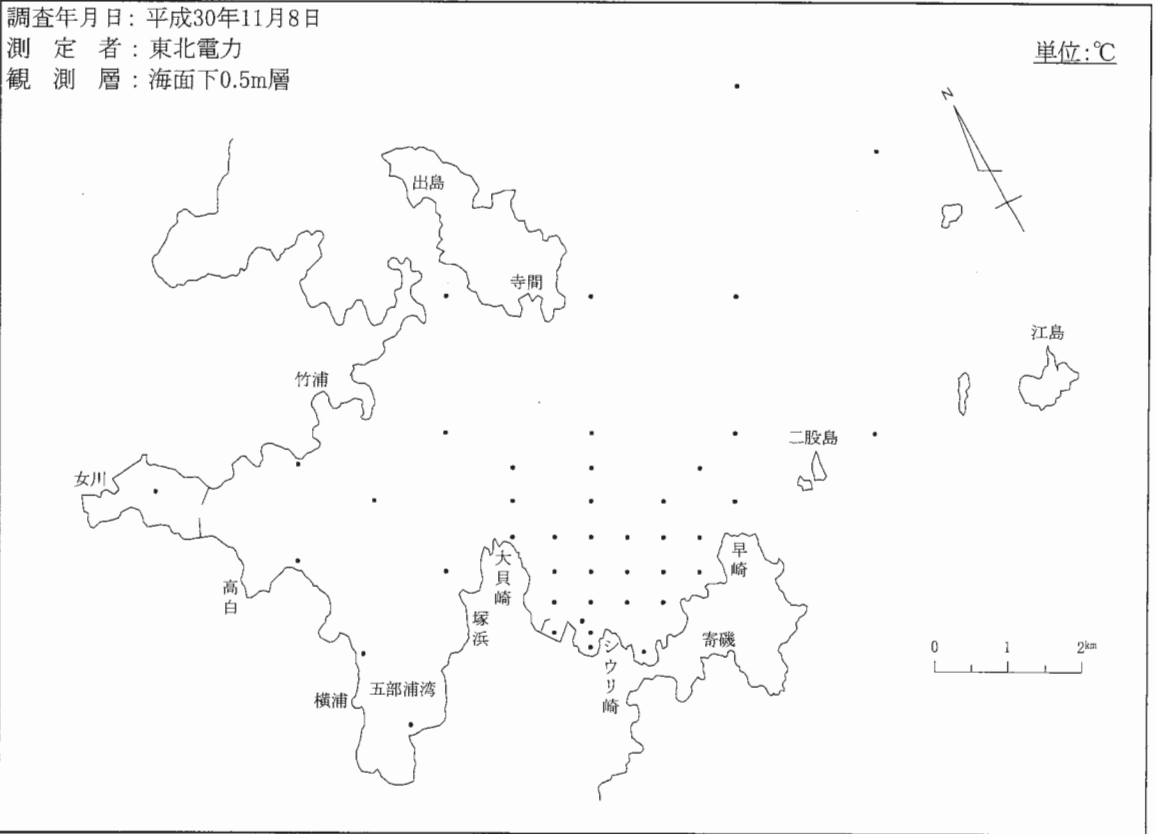 調査年月日：平成30年11月8日
測　定　者：東北電力
観　測　層：海面下0.5m層
単位：℃
N
出島
寺間
江島
竹浦
二股島
女川
早崎
大貝崎
高白
塚浜
寄磯
シウリ崎
0 1 2km
五部浦湾
横浦